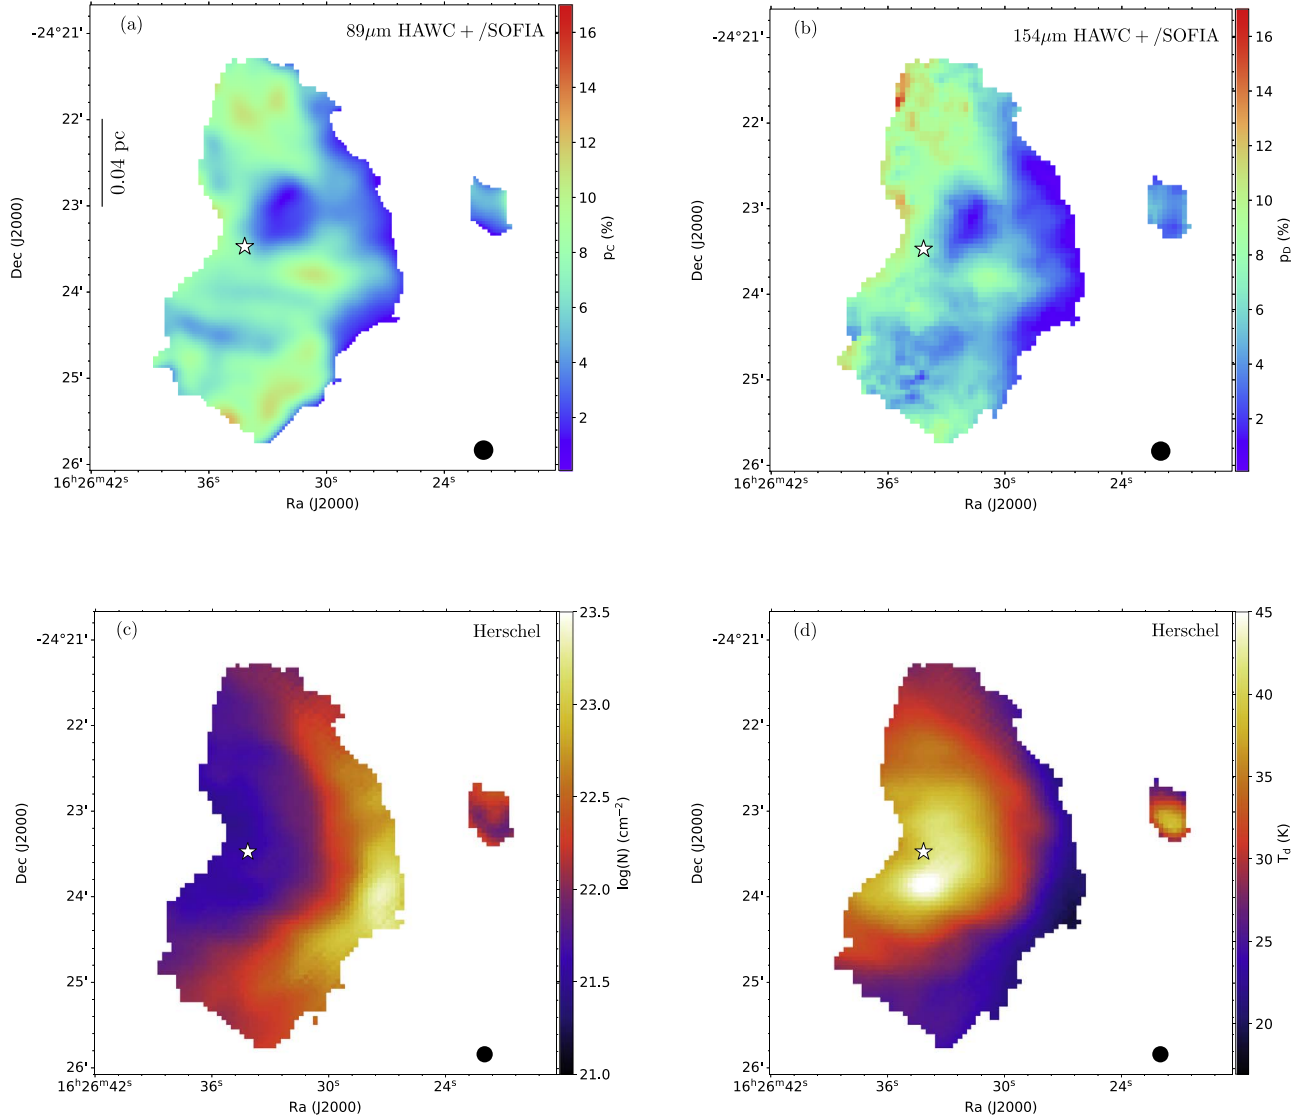 (a)
89μm HAWC + /SOFIA
-24°21'
22'
23'
24'
25'
26'
0.04 pc
Dec (J2000)
16ʰ26ᵐ42ˢ
36ˢ
30ˢ
24ˢ
Ra (J2000)
16
14
12
10
8
6
4
2
p_C (%)
(b)
154μm HAWC + /SOFIA
-24°21'
22'
23'
24'
25'
26'
Dec (J2000)
16ʰ26ᵐ42ˢ
36ˢ
30ˢ
24ˢ
Ra (J2000)
16
14
12
10
8
6
4
2
p_D (%)
(c)
Herschel
-24°21'
22'
23'
24'
25'
26'
Dec (J2000)
16ʰ26ᵐ42ˢ
36ˢ
30ˢ
24ˢ
Ra (J2000)
23.5
23.0
22.5
22.0
21.5
21.0
log(N) (cm⁻²)
(d)
Herschel
-24°21'
22'
23'
24'
25'
26'
Dec (J2000)
16ʰ26ᵐ42ˢ
36ˢ
30ˢ
24ˢ
Ra (J2000)
45
40
35
30
25
20
T_d (K)